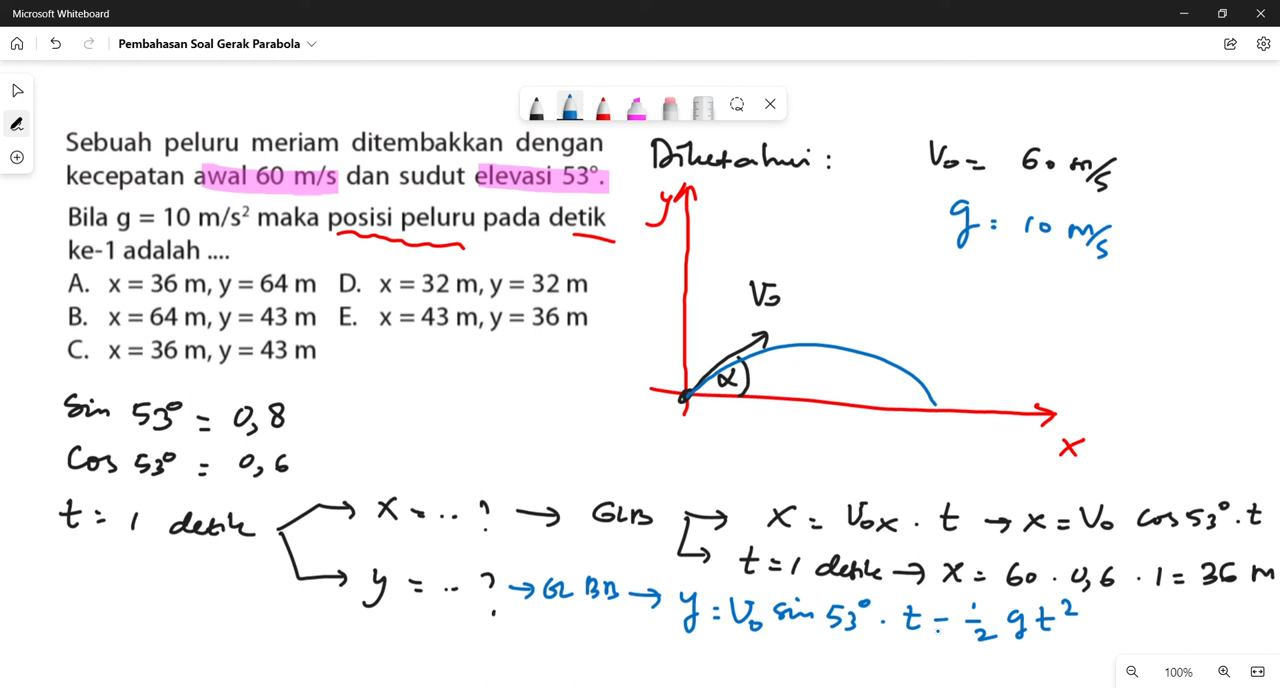 Microsoft Whiteboard
Pembahasan Soal Gerak Parabola
Sebuah peluru meriam ditembakkan dengan
kecepatan awal 60 m/s dan sudut elevasi 53°.
Bila g = 10 m/s² maka posisi peluru pada detik
ke-1 adalah ....
A. x = 36 m, y = 64 m D. x = 32 m, y = 32 m
B. x = 64 m, y = 43 m E. x = 43 m, y = 36 m
C. x = 36 m, y = 43 m
Diketahui : V₀ = 60 m/s
g = 10 m/s
y
V₀
α
x
Sin 53° = 0,8
Cos 53° = 0,6
t = 1 detik → x = .. ? → GLB → x = V₀x . t → x = V₀ cos 53° . t
t = 1 detik → x = 60 . 0,6 . 1 = 36 m
y = .. ? → GLBB → y = V₀ sin 53° . t - ½ g t²
100%